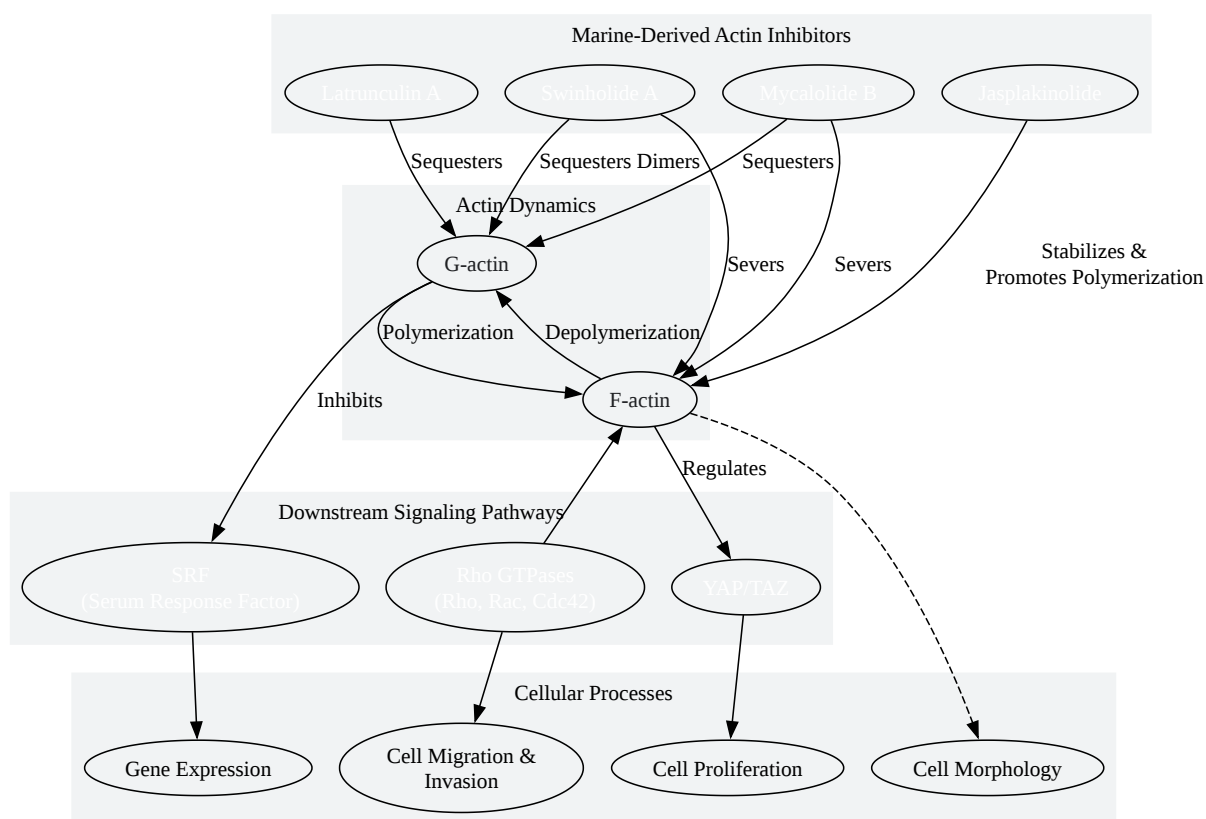 Marine-Derived Actin Inhibitors
Latrunculin A
Swinholide A
Mycalolide B
Jasplakinolide
Sequesters
Sequesters Dimers
Sequesters
Actin Dynamics
Stabilizes &
Promotes Polymerization
G-actin
Severs
Severs
Polymerization
Depolymerization
Inhibits
F-actin
Regulates
Downstream Signaling Pathways
SRF
(Serum Response Factor)
Rho GTPases
(Rho, Rac, Cdc42)
YAP/TAZ
Cellular Processes
Gene Expression
Cell Migration &
Invasion
Cell Proliferation
Cell Morphology